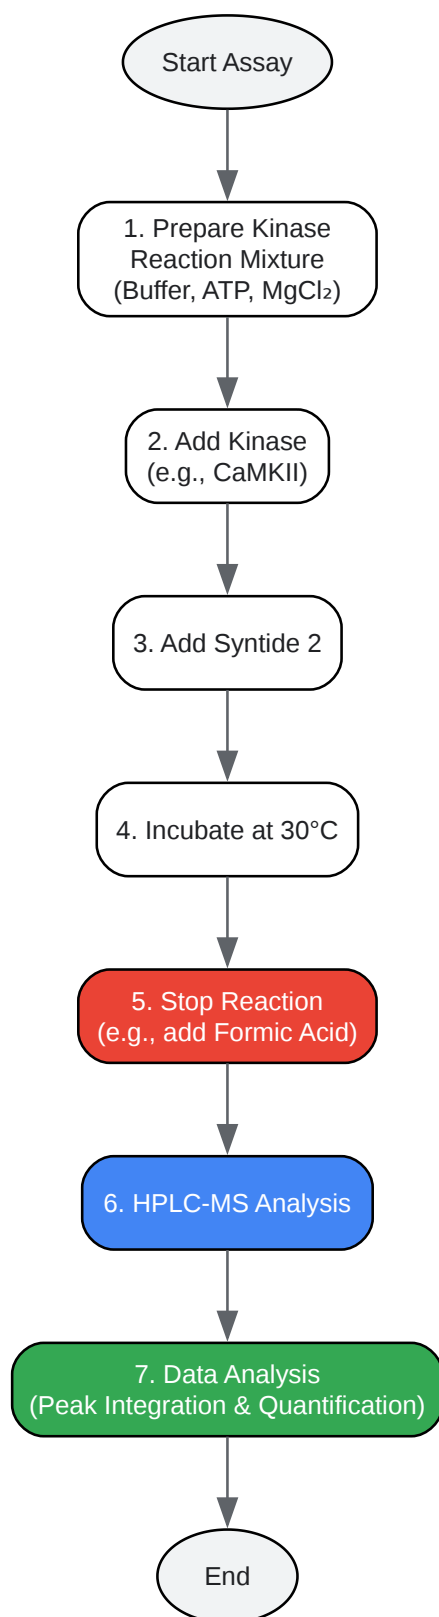 Start Assay
1. Prepare Kinase
Reaction Mixture
(Buffer, ATP, MgCl₂)
2. Add Kinase
(e.g., CaMKII)
3. Add Syntide 2
4. Incubate at 30°C
5. Stop Reaction
(e.g., add Formic Acid)
6. HPLC-MS Analysis
7. Data Analysis
(Peak Integration & Quantification)
End